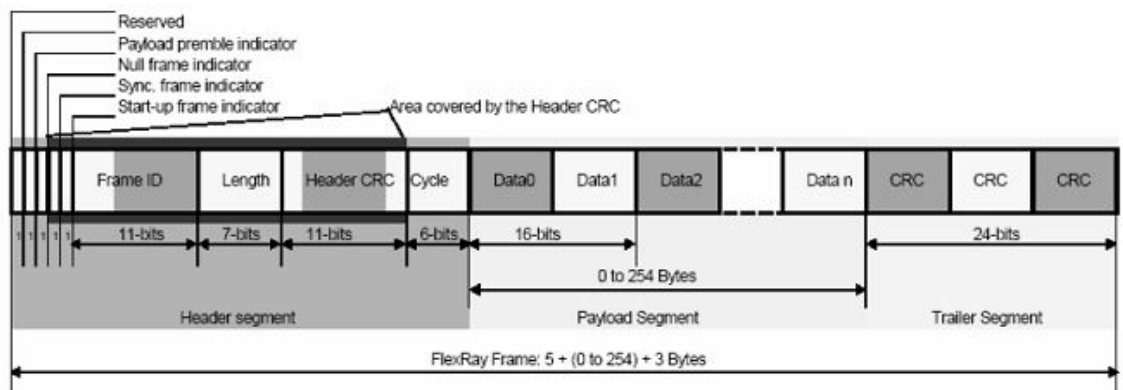 Reserved
Payload premble indicator
Null frame indicator
Sync. frame indicator
Start-up frame indicator
Area covered by the Header CRC
Frame ID Length Header CRC Cycle Data0 Data1 Data2 Data n CRC CRC CRC
1 1 1 1 1 11-bits 7-bits 11-bits 6-bits 16-bits 24-bits
0 to 254 Bytes
Header segment Payload Segment Trailer Segment
FlexRay Frame: 5 + (0 to 254) + 3 Bytes